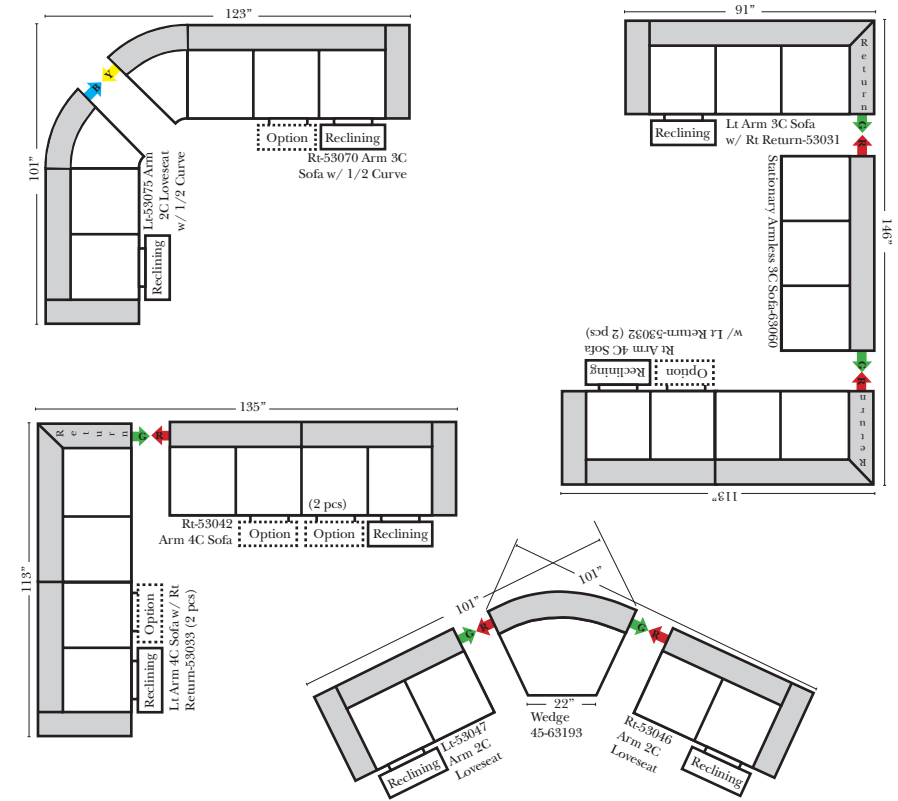 123”
101”
B
Y
Option
Reclining
Rt-53070 Arm 3C
Sofa w/ 1/2 Curve
Lt-53075 Arm
2C Loveseat
w/ 1/2 Curve
Reclining
91”
Return
Reclining
Lt Arm 3C Sofa
w/ Rt Return-53031
G
R
Stationary Armless 3C Sofa-63060
146”
G
R
Rt Arm 4C Sofa
w/ Lt Return-53032 (2 pcs)
Reclining
Option
Return
113”
135”
Return
G
R
(2 pcs)
Rt-53042
Arm 4C Sofa
Option
Option
Reclining
113”
Option
Reclining
Lt Arm 4C Sofa w/ Rt
Return-53033 (2 pcs)
101”
101”
G
R
G
R
22”
Wedge
45-63193
Lt-53047
Arm 2C
Loveseat
Reclining
Rt-53046
Arm 2C
Loveseat
Reclining